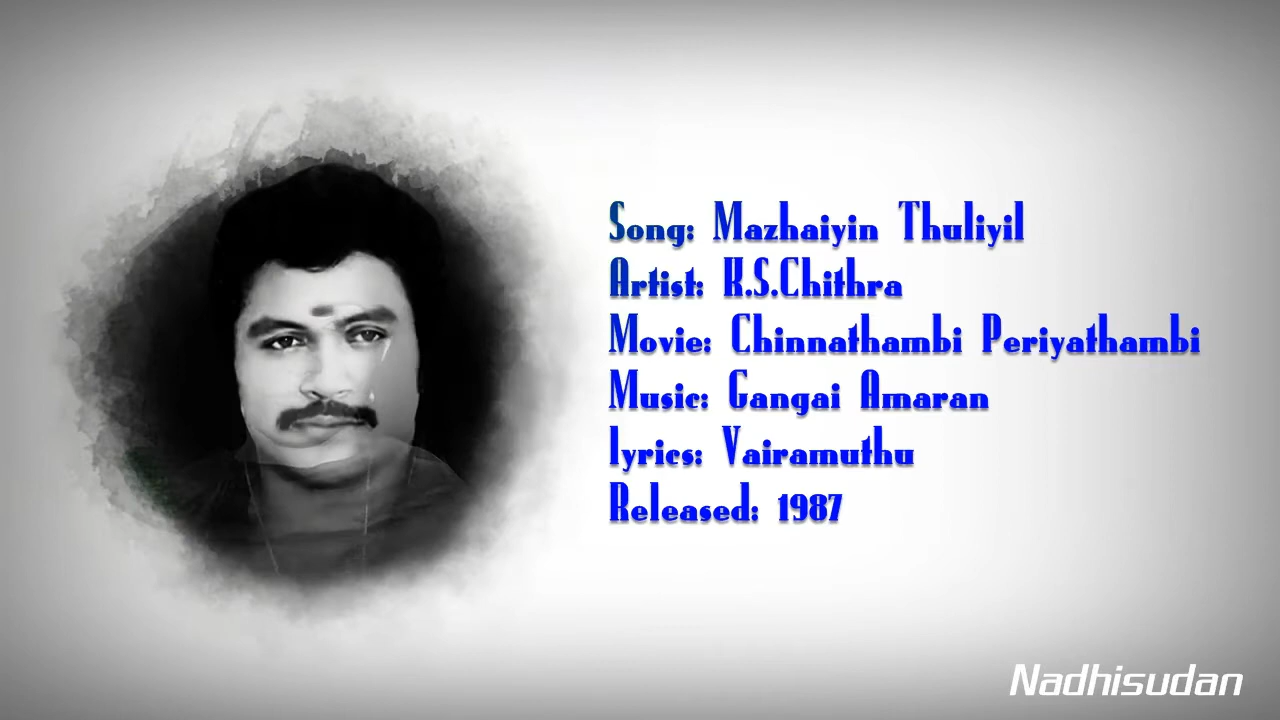 Song: Mazhaiyin Thuliyil
Artist: K.S.Chithra
Movie: Chinnathambi Periyathambi
Music: Gangai Amaran
lyrics: Vairamuthu
Released: 1987
Nadhisudan